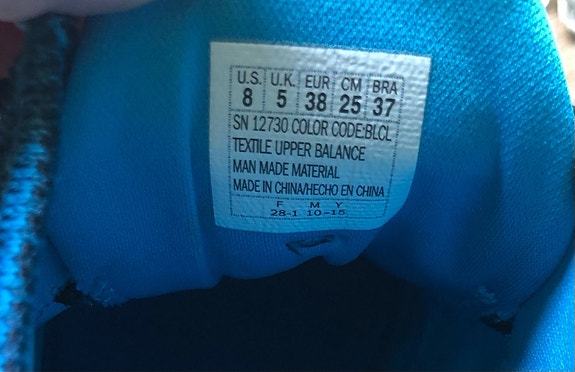 U.S. U.K. EUR CM BRA
8 5 38 25 37
SN 12730 COLOR CODE:BLCL
TEXTILE UPPER BALANCE
MAN MADE MATERIAL
MADE IN CHINA/HECHO EN CHINA
F M Y
28-1 10-15